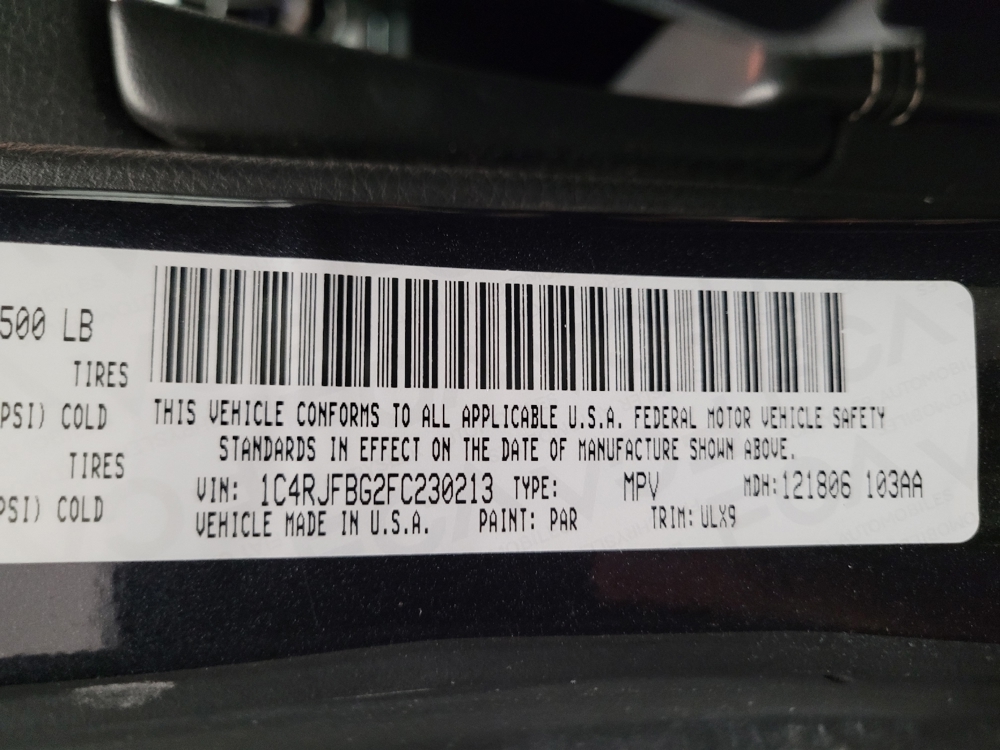 500 LB
TIRES
PSI) COLD
TIRES
PSI) COLD
THIS VEHICLE CONFORMS TO ALL APPLICABLE U.S.A. FEDERAL MOTOR VEHICLE SAFETY
STANDARDS IN EFFECT ON THE DATE OF MANUFACTURE SHOWN ABOVE.
VIN: 1C4RJFBG2FC230213 TYPE: MPV MDH:121806 103AA
VEHICLE MADE IN U.S.A. PAINT: PAR TRIM: ULX9